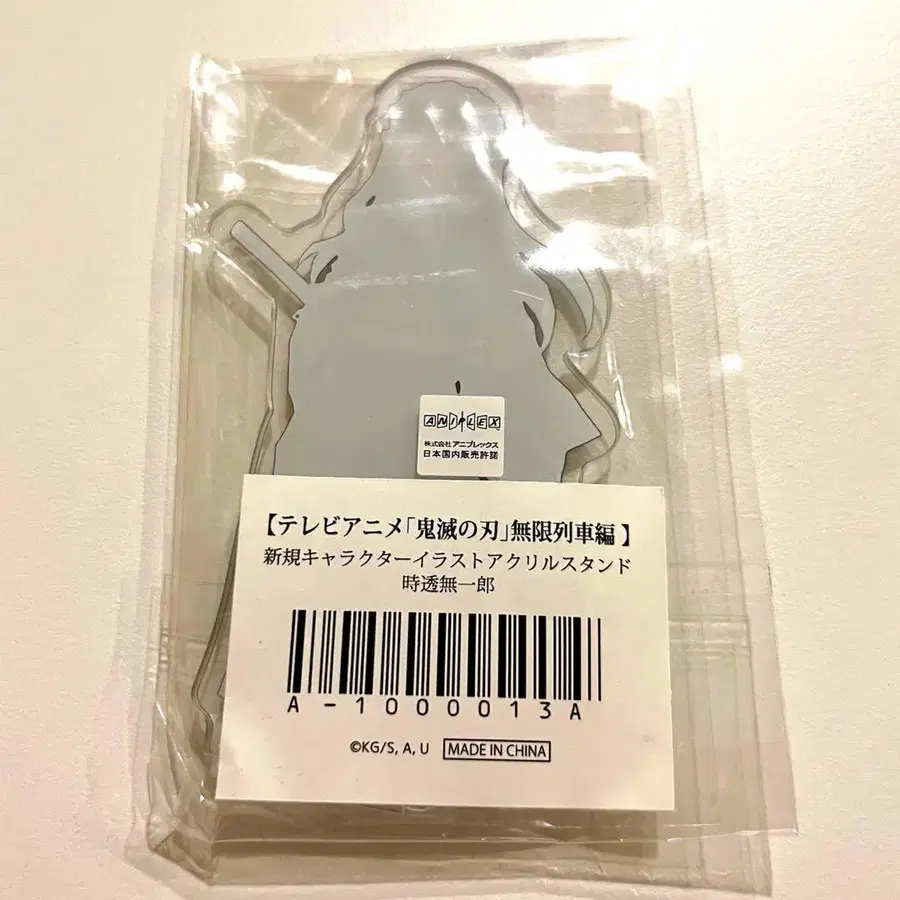 ANIPLEX
株式会社アニプレックス
日本国内販売許諾
【テレビアニメ「鬼滅の刃」無限列車編】
新規キャラクターイラストアクリルスタンド
時透無一郎
A-1000013A
©KG/S, A, U MADE IN CHINA